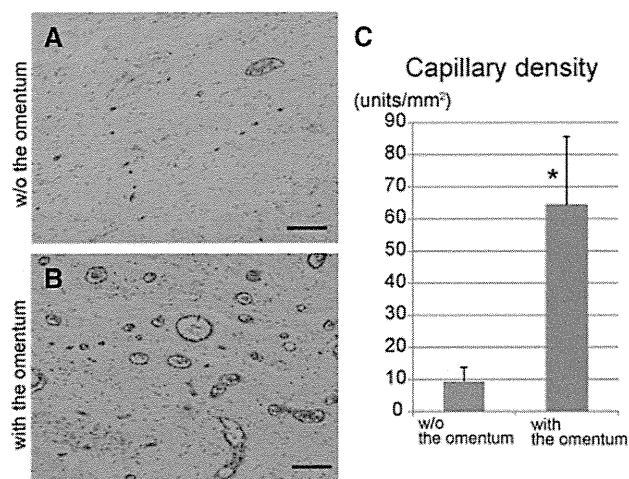 A
w/o the omentum
B
with the omentum
C
Capillary density
(units/mm²)
90
80
70
60
50
40
30
20
10
0
*
w/o
the omentum
with
the omentum